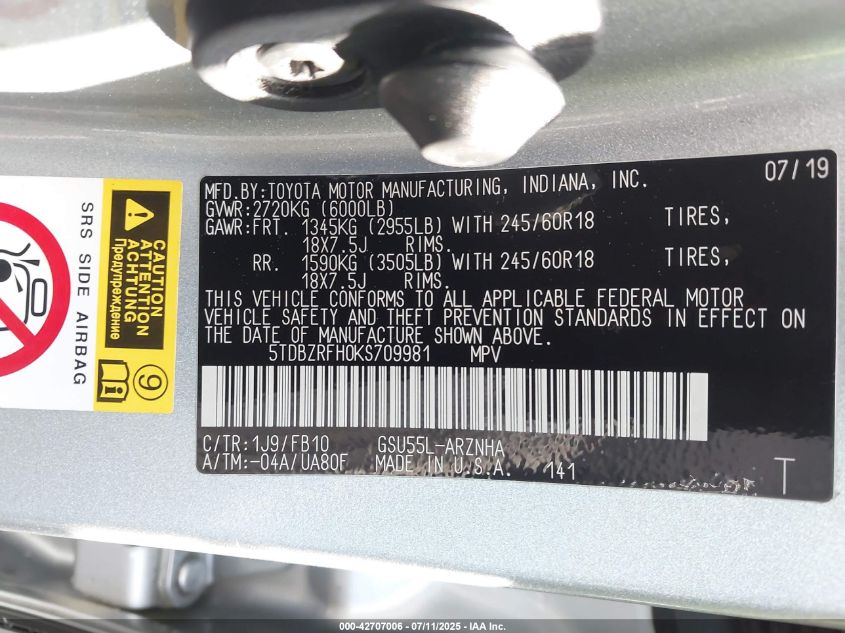 MFD.BY:TOYOTA MOTOR MANUFACTURING, INDIANA, INC. 07/19
GVWR:2720KG (6000LB)
GAWR:FRT. 1345KG (2955LB) WITH 245/60R18 TIRES,
18X7.5J RIMS.
RR. 1590KG (3505LB) WITH 245/60R18 TIRES,
18X7.5J RIMS.
THIS VEHICLE CONFORMS TO ALL APPLICABLE FEDERAL MOTOR
VEHICLE SAFETY AND THEFT PREVENTION STANDARDS IN EFFECT ON
THE DATE OF MANUFACTURE SHOWN ABOVE.
5TDBZRFH0KS709981 MPV
C/TR:1J9/FB10 GSU55L-ARZNHA
A/TM:-04A/UA80F MADE IN U.S.A. 141 T
SRS SIDE AIRBAG
CAUTION
ATTENTION
ACHTUNG
Предупреждение
9
000-42707006 - 07/11/2025 - IAA Inc.